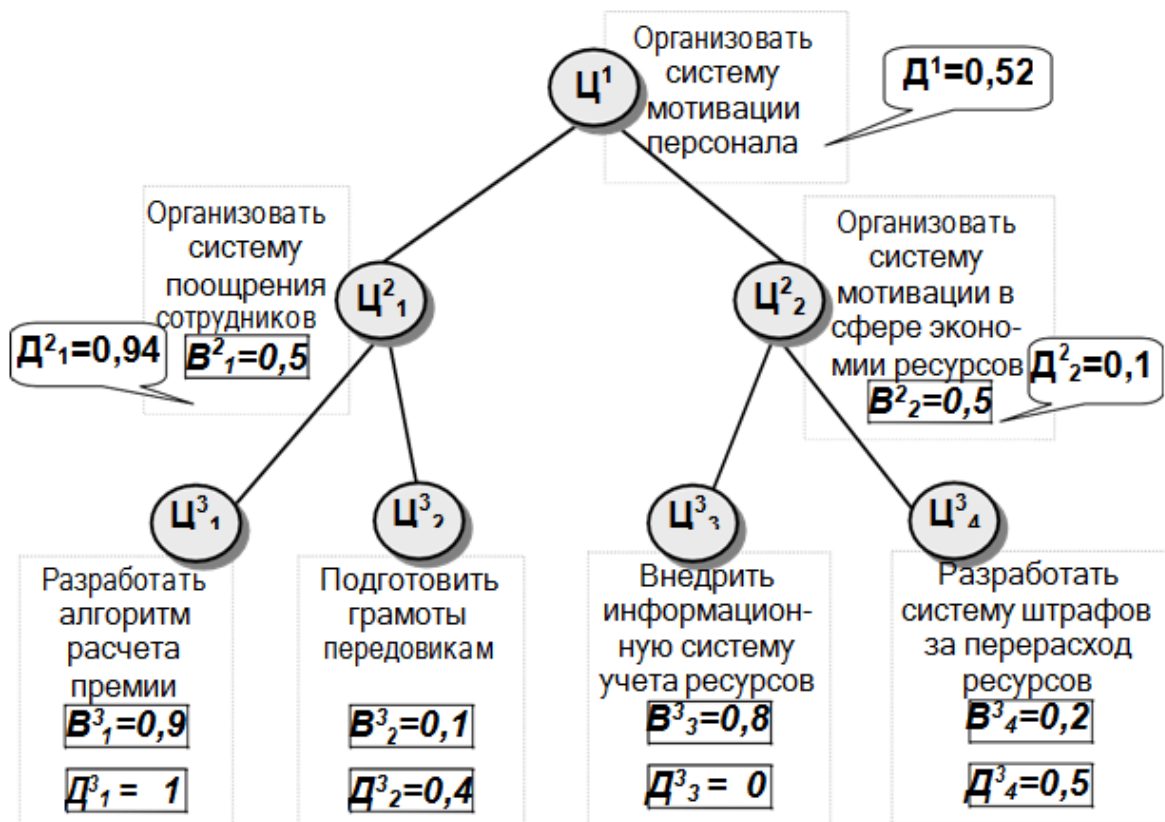 Ц¹
Организовать
систему
мотивации
персонала
Д¹=0,52
Организовать
систему
поощрения
сотрудников
В²₁=0,5
Д²₁=0,94
Ц²₁
Ц²₂
Организовать
систему
мотивации в
сфере эконо-
мии ресурсов
В²₂=0,5
Д²₂=0,1
Ц³₁
Разработать
алгоритм
расчета
премии
В³₁=0,9
Д³₁ = 1
Ц³₂
Подготовить
грамоты
передовикам
В³₂=0,1
Д³₂=0,4
Ц³₃
Внедрить
информацион-
ную систему
учета ресурсов
В³₃=0,8
Д³₃ = 0
Ц³₄
Разработать
систему штрафов
за перерасход
ресурсов
В³₄=0,2
Д³₄=0,5